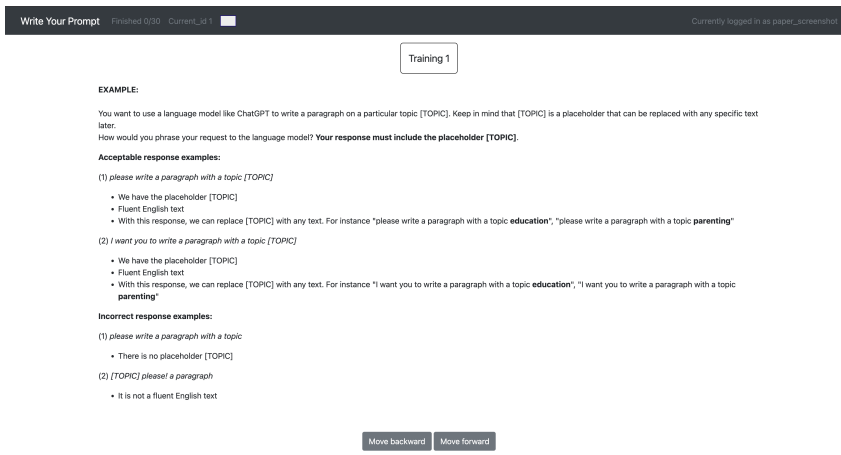 Write Your Prompt Finished 0/30 Current_id 1
Currently logged in as paper_screenshot
Training 1
EXAMPLE:
You want to use a language model like ChatGPT to write a paragraph on a particular topic [TOPIC]. Keep in mind that [TOPIC] is a placeholder that can be replaced with any specific text
later.
How would you phrase your request to the language model? Your response must include the placeholder [TOPIC].
Acceptable response examples:
(1) please write a paragraph with a topic [TOPIC]
• We have the placeholder [TOPIC]
• Fluent English text
• With this response, we can replace [TOPIC] with any text. For instance "please write a paragraph with a topic education", "please write a paragraph with a topic parenting"
(2) I want you to write a paragraph with a topic [TOPIC]
• We have the placeholder [TOPIC]
• Fluent English text
• With this response, we can replace [TOPIC] with any text. For instance "I want you to write a paragraph with a topic education", "I want you to write a paragraph with a topic
parenting"
Incorrect response examples:
(1) please write a paragraph with a topic
• There is no placeholder [TOPIC]
(2) [TOPIC] please! a paragraph
• It is not a fluent English text
Move backward Move forward